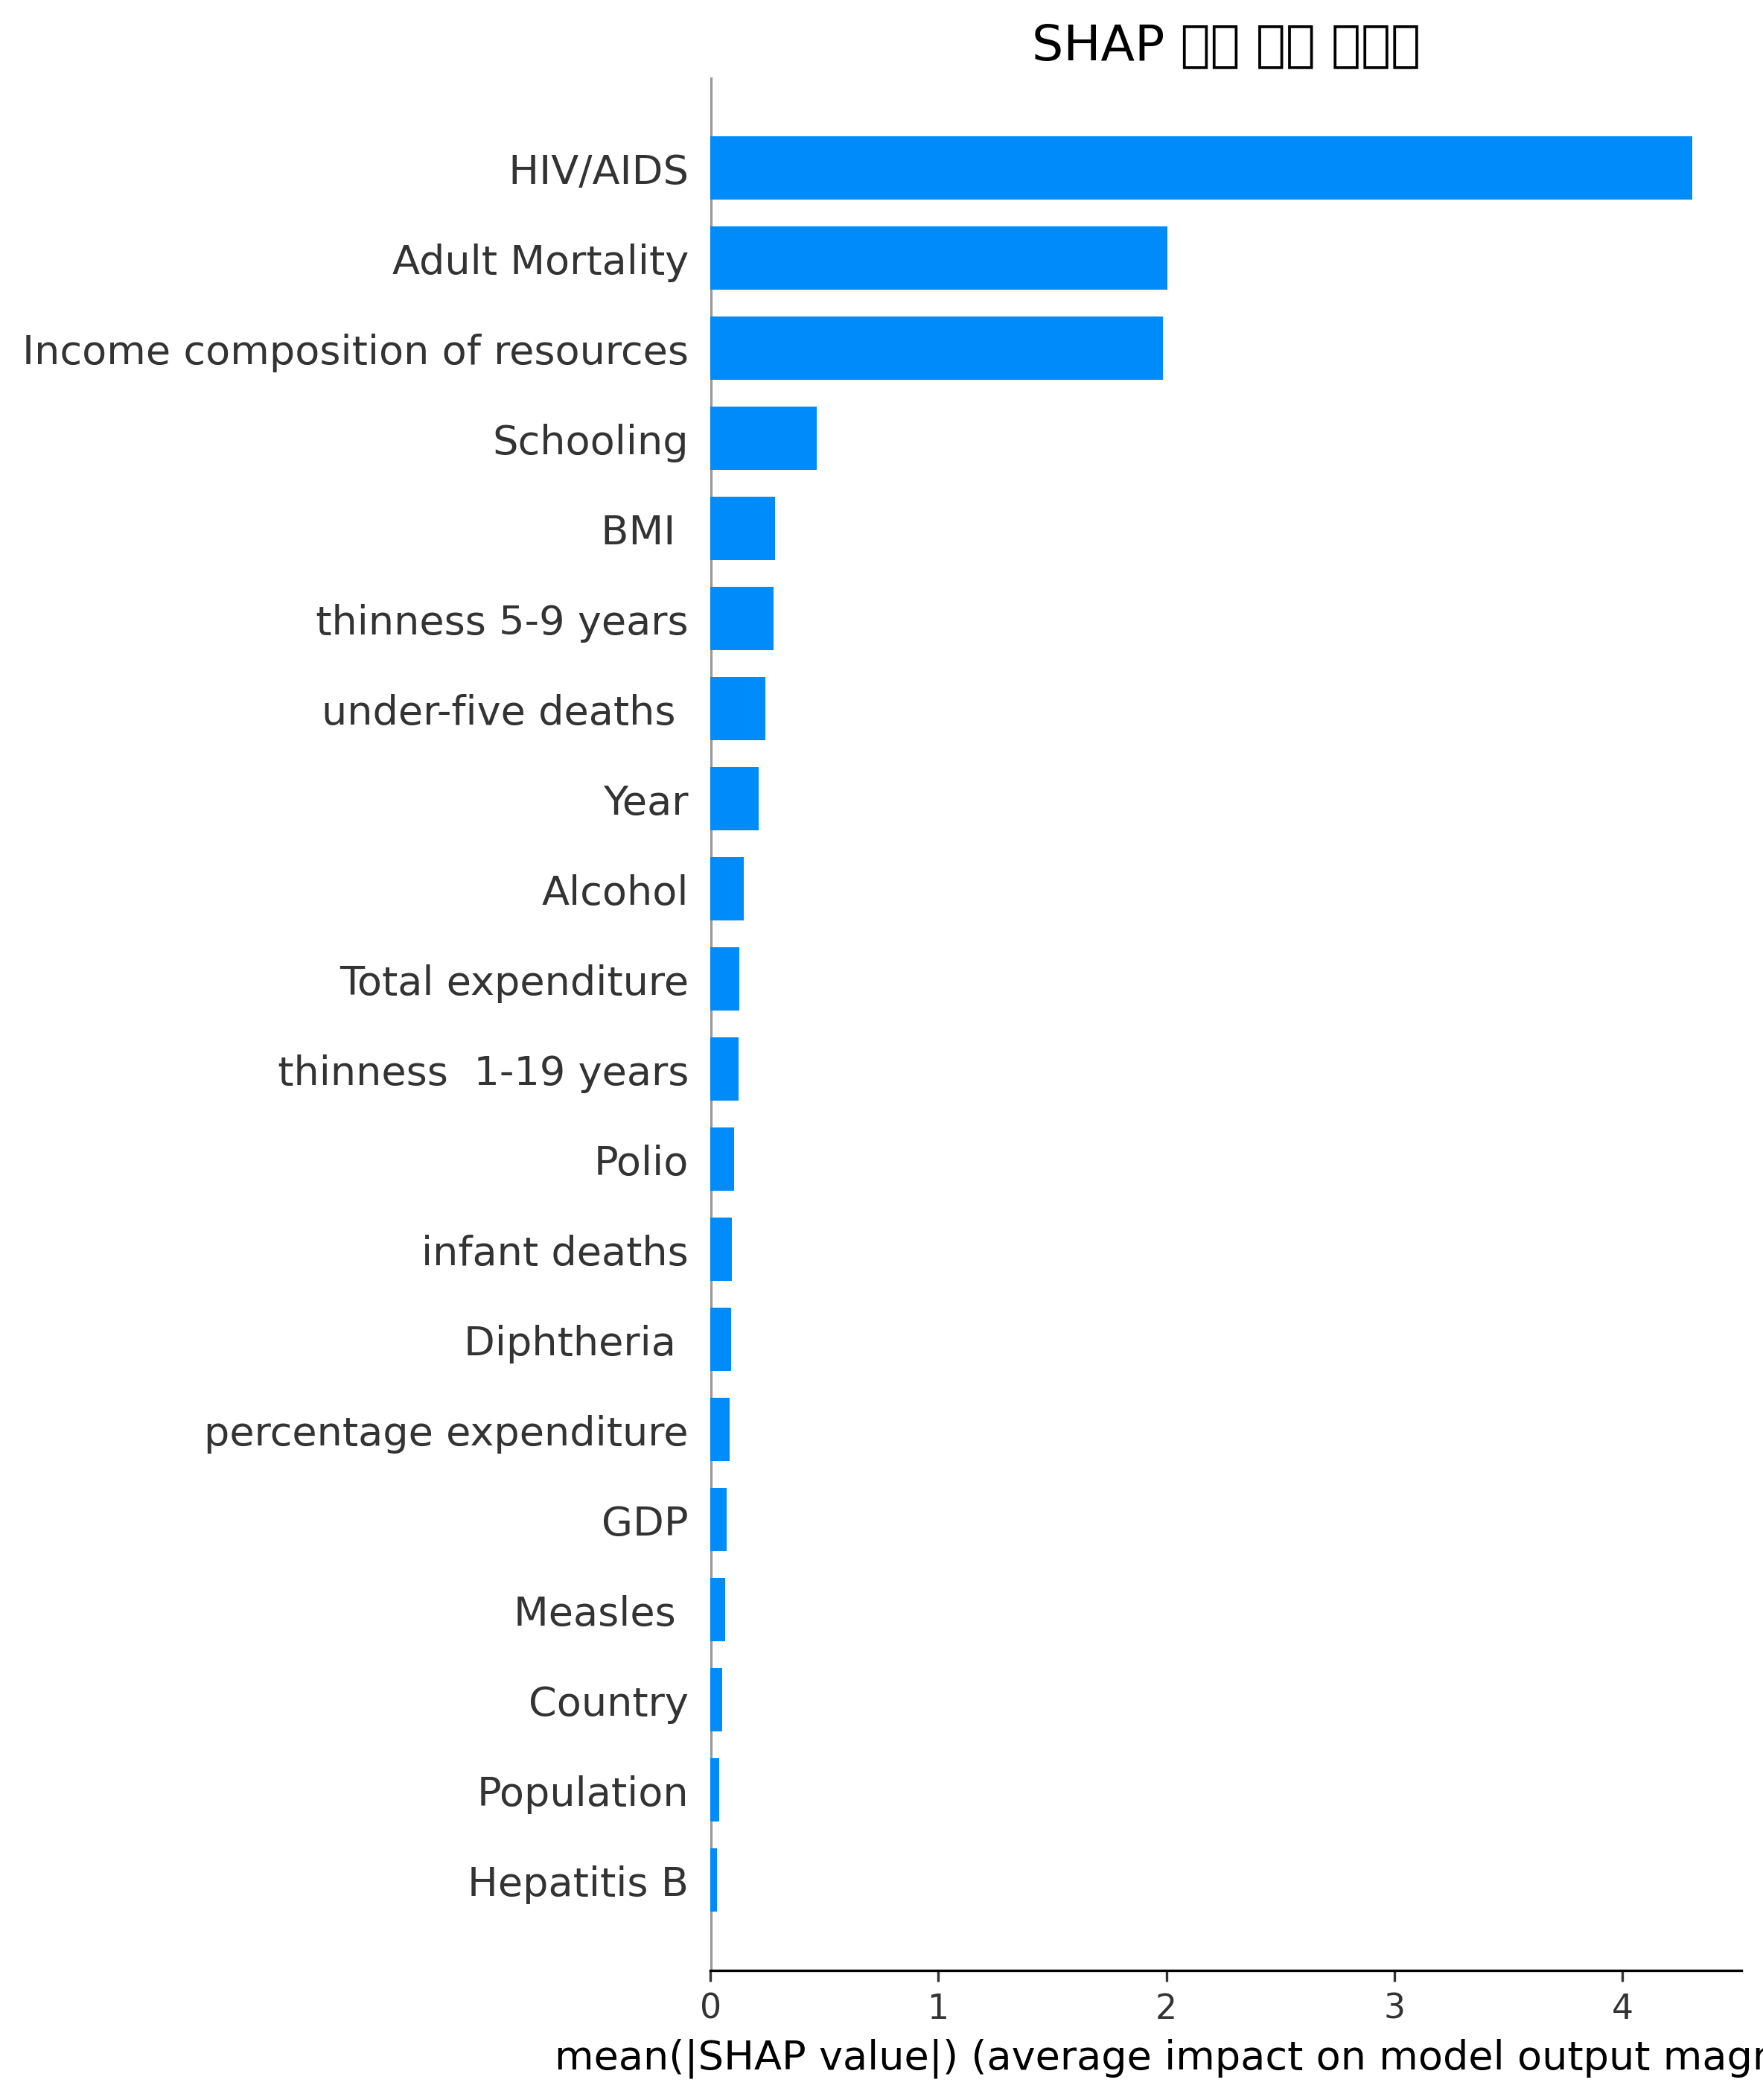 SHAP
HIV/AIDS
Adult Mortality
Income composition of resources
Schooling
BMI
thinness 5-9 years
under-five deaths
Year
Alcohol
Total expenditure
thinness  1-19 years
Polio
infant deaths
Diphtheria
percentage expenditure
GDP
Measles
Country
Population
Hepatitis B
0 1 2 3 4
mean(|SHAP value|) (average impact on model output magn